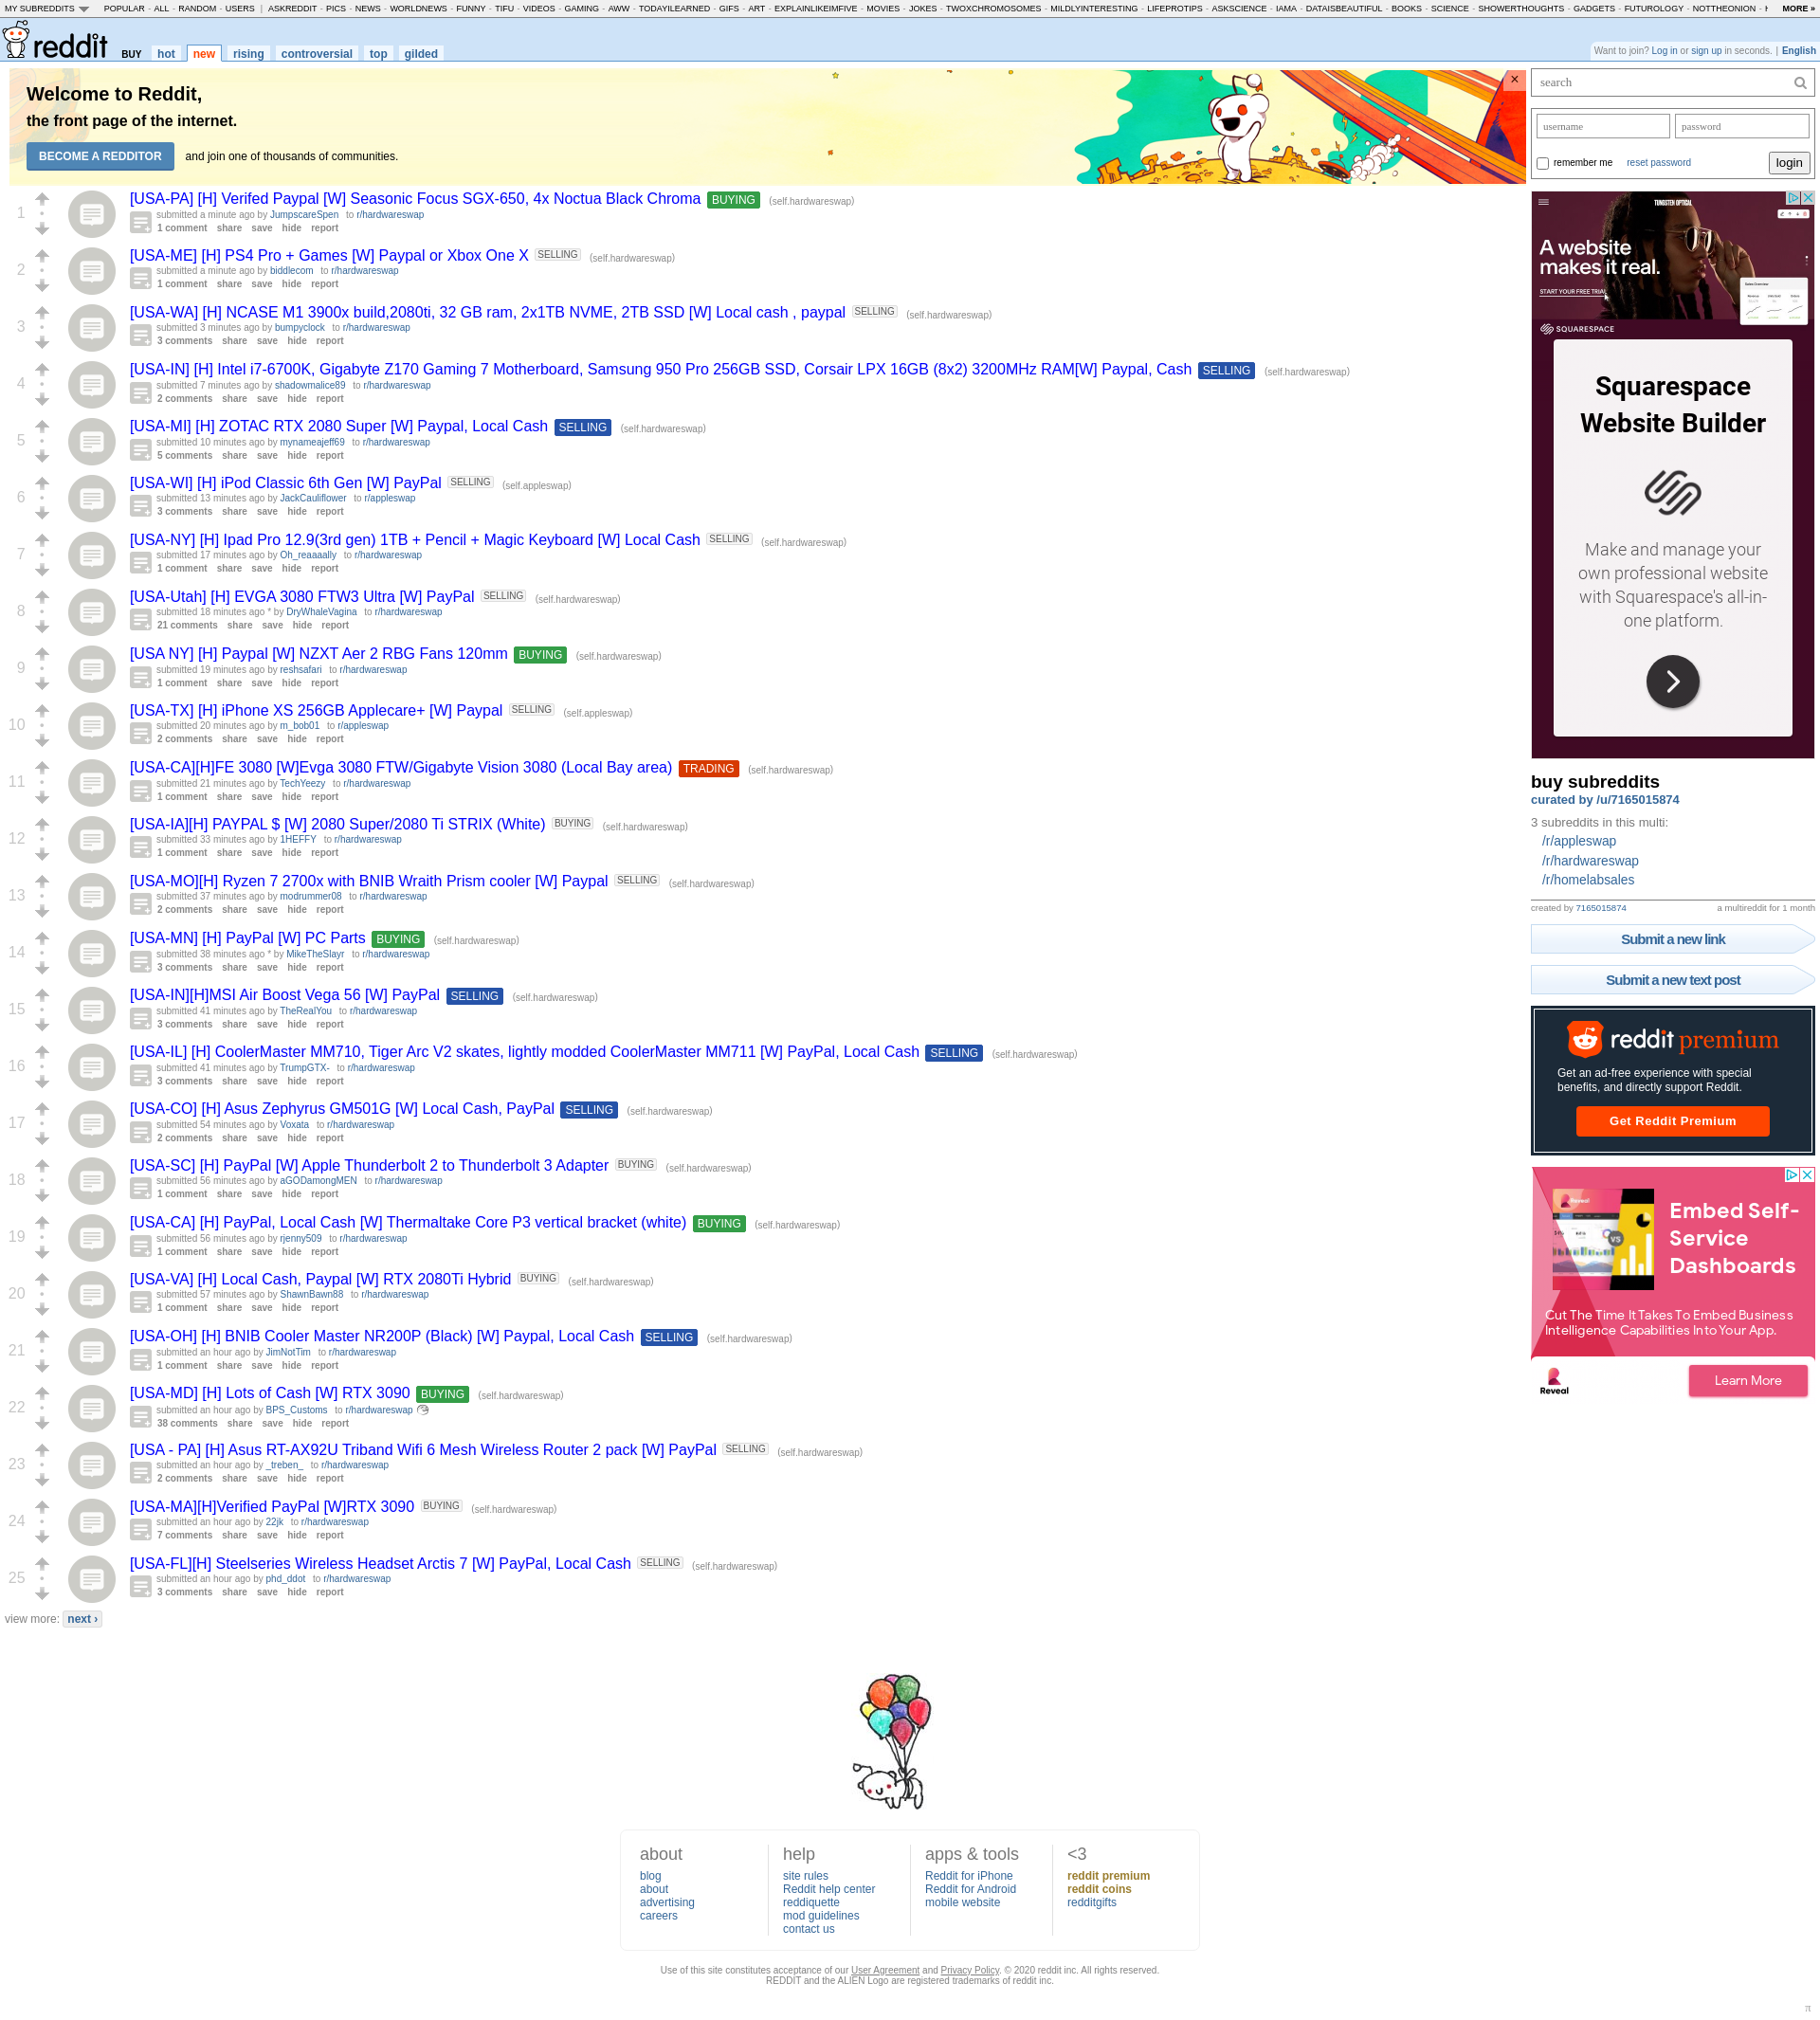 MY SUBREDDITS POPULAR - ALL - RANDOM - USERS | ASKREDDIT - PICS - NEWS - WORLDNEWS - FUNNY - TIFU - VIDEOS - GAMING - AWW - TODAYILEARNED - GIFS - ART - EXPLAINLIKEIMFIVE - MOVIES - JOKES - TWOXCHROMOSOMES - MILDLYINTERESTING - LIFEPROTIPS - ASKSCIENCE - IAMA - DATAISBEAUTIFUL - BOOKS - SCIENCE - SHOWERTHOUGHTS - GADGETS - FUTUROLOGY - NOTTHEONION - MORE »
reddit BUY hot new rising controversial top gilded
Want to join? Log in or sign up in seconds. | English
Welcome to Reddit,
the front page of the internet.
BECOME A REDDITOR and join one of thousands of communities.
×
1 [USA-PA] [H] Verifed Paypal [W] Seasonic Focus SGX-650, 4x Noctua Black Chroma BUYING (self.hardwareswap)
submitted a minute ago by JumpscareSpen to r/hardwareswap
1 comment share save hide report
2 [USA-ME] [H] PS4 Pro + Games [W] Paypal or Xbox One X SELLING (self.hardwareswap)
submitted a minute ago by biddlecom to r/hardwareswap
1 comment share save hide report
3 [USA-WA] [H] NCASE M1 3900x build,2080ti, 32 GB ram, 2x1TB NVME, 2TB SSD [W] Local cash , paypal SELLING (self.hardwareswap)
submitted 3 minutes ago by bumpyclock to r/hardwareswap
3 comments share save hide report
4 [USA-IN] [H] Intel i7-6700K, Gigabyte Z170 Gaming 7 Motherboard, Samsung 950 Pro 256GB SSD, Corsair LPX 16GB (8x2) 3200MHz RAM[W] Paypal, Cash SELLING (self.hardwareswap)
submitted 7 minutes ago by shadowmalice89 to r/hardwareswap
2 comments share save hide report
5 [USA-MI] [H] ZOTAC RTX 2080 Super [W] Paypal, Local Cash SELLING (self.hardwareswap)
submitted 10 minutes ago by mynameajeff69 to r/hardwareswap
5 comments share save hide report
6 [USA-WI] [H] iPod Classic 6th Gen [W] PayPal SELLING (self.appleswap)
submitted 13 minutes ago by JackCauliflower to r/appleswap
3 comments share save hide report
7 [USA-NY] [H] Ipad Pro 12.9(3rd gen) 1TB + Pencil + Magic Keyboard [W] Local Cash SELLING (self.hardwareswap)
submitted 17 minutes ago by Oh_reaaaally to r/hardwareswap
1 comment share save hide report
8 [USA-Utah] [H] EVGA 3080 FTW3 Ultra [W] PayPal SELLING (self.hardwareswap)
submitted 18 minutes ago * by DryWhaleVagina to r/hardwareswap
21 comments share save hide report
9 [USA NY] [H] Paypal [W] NZXT Aer 2 RBG Fans 120mm BUYING (self.hardwareswap)
submitted 19 minutes ago by reshsafari to r/hardwareswap
1 comment share save hide report
10 [USA-TX] [H] iPhone XS 256GB Applecare+ [W] Paypal SELLING (self.appleswap)
submitted 20 minutes ago by m_bob01 to r/appleswap
2 comments share save hide report
11 [USA-CA][H]FE 3080 [W]Evga 3080 FTW/Gigabyte Vision 3080 (Local Bay area) TRADING (self.hardwareswap)
submitted 21 minutes ago by TechYeezy to r/hardwareswap
1 comment share save hide report
12 [USA-IA][H] PAYPAL $ [W] 2080 Super/2080 Ti STRIX (White) BUYING (self.hardwareswap)
submitted 33 minutes ago by 1HEFFY to r/hardwareswap
1 comment share save hide report
13 [USA-MO][H] Ryzen 7 2700x with BNIB Wraith Prism cooler [W] Paypal SELLING (self.hardwareswap)
submitted 37 minutes ago by modrummer08 to r/hardwareswap
2 comments share save hide report
14 [USA-MN] [H] PayPal [W] PC Parts BUYING (self.hardwareswap)
submitted 38 minutes ago * by MikeTheSlayr to r/hardwareswap
3 comments share save hide report
15 [USA-IN][H]MSI Air Boost Vega 56 [W] PayPal SELLING (self.hardwareswap)
submitted 41 minutes ago by TheRealYou to r/hardwareswap
3 comments share save hide report
16 [USA-IL] [H] CoolerMaster MM710, Tiger Arc V2 skates, lightly modded CoolerMaster MM711 [W] PayPal, Local Cash SELLING (self.hardwareswap)
submitted 41 minutes ago by TrumpGTX- to r/hardwareswap
3 comments share save hide report
17 [USA-CO] [H] Asus Zephyrus GM501G [W] Local Cash, PayPal SELLING (self.hardwareswap)
submitted 54 minutes ago by Voxata to r/hardwareswap
2 comments share save hide report
18 [USA-SC] [H] PayPal [W] Apple Thunderbolt 2 to Thunderbolt 3 Adapter BUYING (self.hardwareswap)
submitted 56 minutes ago by aGODamongMEN to r/hardwareswap
1 comment share save hide report
19 [USA-CA] [H] PayPal, Local Cash [W] Thermaltake Core P3 vertical bracket (white) BUYING (self.hardwareswap)
submitted 56 minutes ago by rjenny509 to r/hardwareswap
1 comment share save hide report
20 [USA-VA] [H] Local Cash, Paypal [W] RTX 2080Ti Hybrid BUYING (self.hardwareswap)
submitted 57 minutes ago by ShawnBawn88 to r/hardwareswap
1 comment share save hide report
21 [USA-OH] [H] BNIB Cooler Master NR200P (Black) [W] Paypal, Local Cash SELLING (self.hardwareswap)
submitted an hour ago by JimNotTim to r/hardwareswap
1 comment share save hide report
22 [USA-MD] [H] Lots of Cash [W] RTX 3090 BUYING (self.hardwareswap)
submitted an hour ago by BPS_Customs to r/hardwareswap
38 comments share save hide report
23 [USA - PA] [H] Asus RT-AX92U Triband Wifi 6 Mesh Wireless Router 2 pack [W] PayPal SELLING (self.hardwareswap)
submitted an hour ago by _treben_ to r/hardwareswap
2 comments share save hide report
24 [USA-MA][H]Verified PayPal [W]RTX 3090 BUYING (self.hardwareswap)
submitted an hour ago by 22jk to r/hardwareswap
7 comments share save hide report
25 [USA-FL][H] Steelseries Wireless Headset Arctis 7 [W] PayPal, Local Cash SELLING (self.hardwareswap)
submitted an hour ago by phd_ddot to r/hardwareswap
3 comments share save hide report
view more: next ›
search
username password
remember me reset password login
TUNGSTEN OPTICAL
A website
makes it real.
START YOUR FREE TRIAL
SQUARESPACE
Squarespace
Website Builder
Make and manage your
own professional website
with Squarespace's all-in-
one platform.
buy subreddits
curated by /u/7165015874
3 subreddits in this multi:
/r/appleswap
/r/hardwareswap
/r/homelabsales
created by 7165015874 a multireddit for 1 month
Submit a new link
Submit a new text post
reddit premium
Get an ad-free experience with special
benefits, and directly support Reddit.
Get Reddit Premium
Reveal
VS
Embed Self-
Service
Dashboards
Cut The Time It Takes To Embed Business
Intelligence Capabilities Into Your App.
Reveal
Learn More
about
blog
about
advertising
careers
help
site rules
Reddit help center
reddiquette
mod guidelines
contact us
apps & tools
Reddit for iPhone
Reddit for Android
mobile website
<3
reddit premium
reddit coins
redditgifts
Use of this site constitutes acceptance of our User Agreement and Privacy Policy. © 2020 reddit inc. All rights reserved.
REDDIT and the ALIEN Logo are registered trademarks of reddit inc.
π